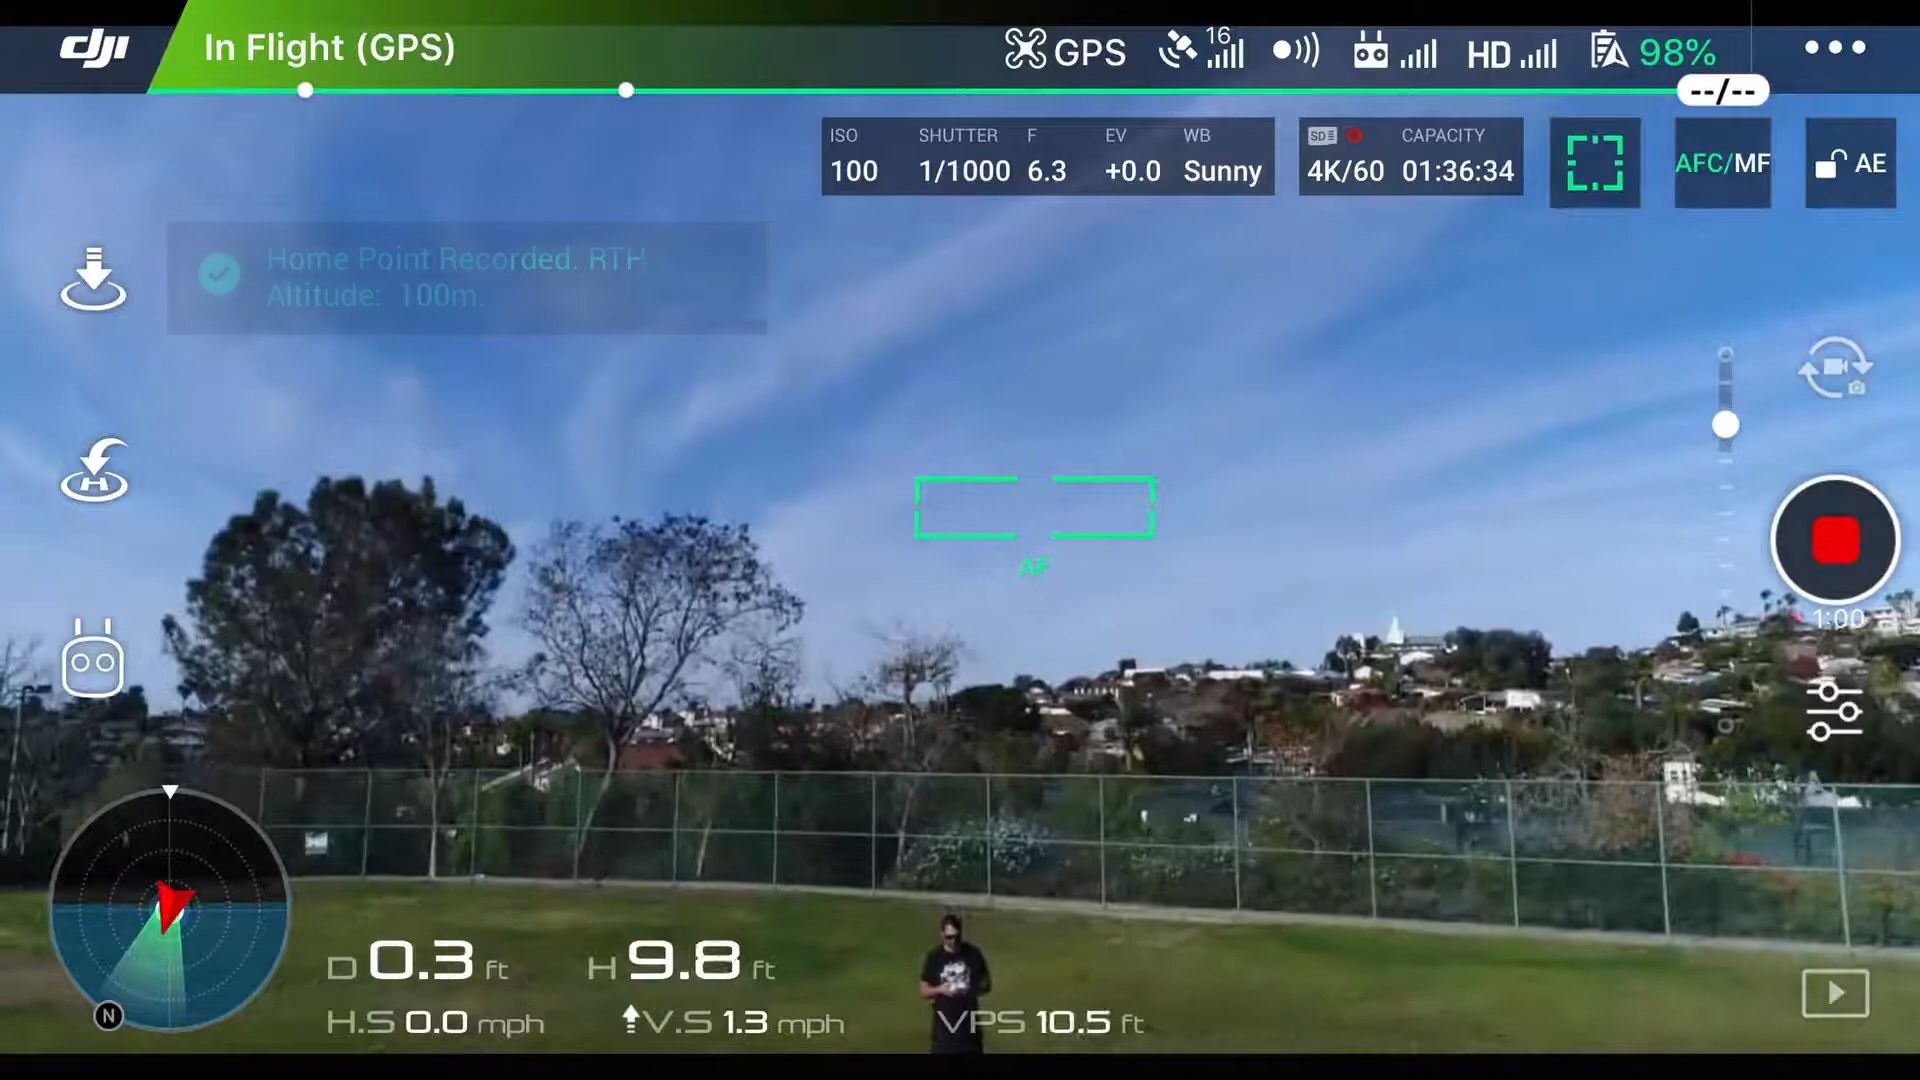 dji
In Flight (GPS)
GPS
16
HD
98%
--/--
ISO
100
SHUTTER
1/1000
F
6.3
EV
+0.0
WB
Sunny
SD
4K/60
CAPACITY
01:36:34
AFC/MF
AE
Home Point Recorded. RTH
Altitude: 100m.
AF
1:00
H
D 0.3 ft
H 9.8 ft
H.S 0.0 mph
V.S 1.3 mph
VPS 10.5 ft
N